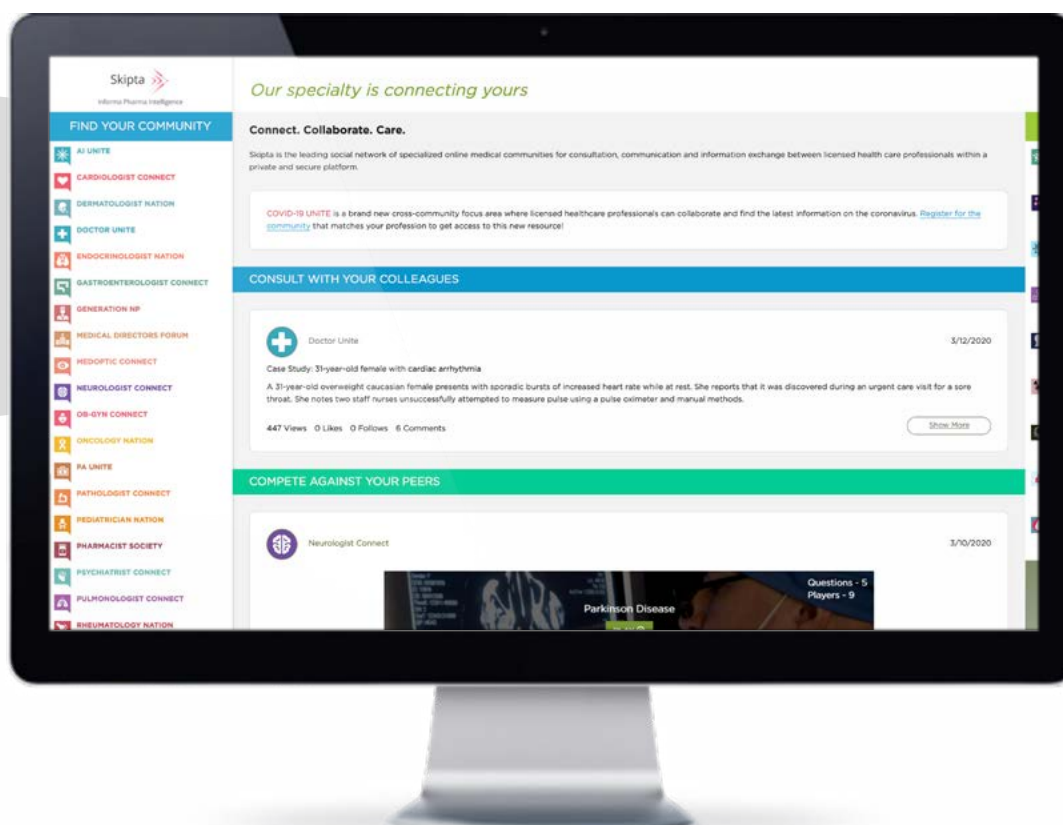 Skipta
Informa Pharma Intelligence
FIND YOUR COMMUNITY
AI UNITE
CARDIOLOGIST CONNECT
DERMATOLOGIST NATION
DOCTOR UNITE
ENDOCRINOLOGIST NATION
GASTROENTEROLOGIST CONNECT
GENERATION NP
MEDICAL DIRECTORS FORUM
MEDOPTIC CONNECT
NEUROLOGIST CONNECT
OB-GYN CONNECT
ONCOLOGY NATION
PA UNITE
PATHOLOGIST CONNECT
PEDIATRICIAN NATION
PHARMACIST SOCIETY
PSYCHIATRIST CONNECT
PULMONOLOGIST CONNECT
RHEUMATOLOGY NATION
Our specialty is connecting yours
Connect. Collaborate. Care.
Skipta is the leading social network of specialized online medical communities for consultation, communication and information exchange between licensed health care professionals within a
private and secure platform.
COVID-19 UNITE is a brand new cross-community focus area where licensed healthcare professionals can collaborate and find the latest information on the coronavirus. Register for the
community that matches your profession to get access to this new resource!
CONSULT WITH YOUR COLLEAGUES
Doctor Unite 3/12/2020
Case Study: 31-year-old female with cardiac arrhythmia
A 31-year-old overweight caucasian female presents with sporadic bursts of increased heart rate while at rest. She reports that it was discovered during an urgent care visit for a sore
throat. She notes two staff nurses unsuccessfully attempted to measure pulse using a pulse oximeter and manual methods.
447 Views 0 Likes 0 Follows 6 Comments Show More
COMPETE AGAINST YOUR PEERS
Neurologist Connect 3/10/2020
Questions - 5
Players - 9
Parkinson Disease